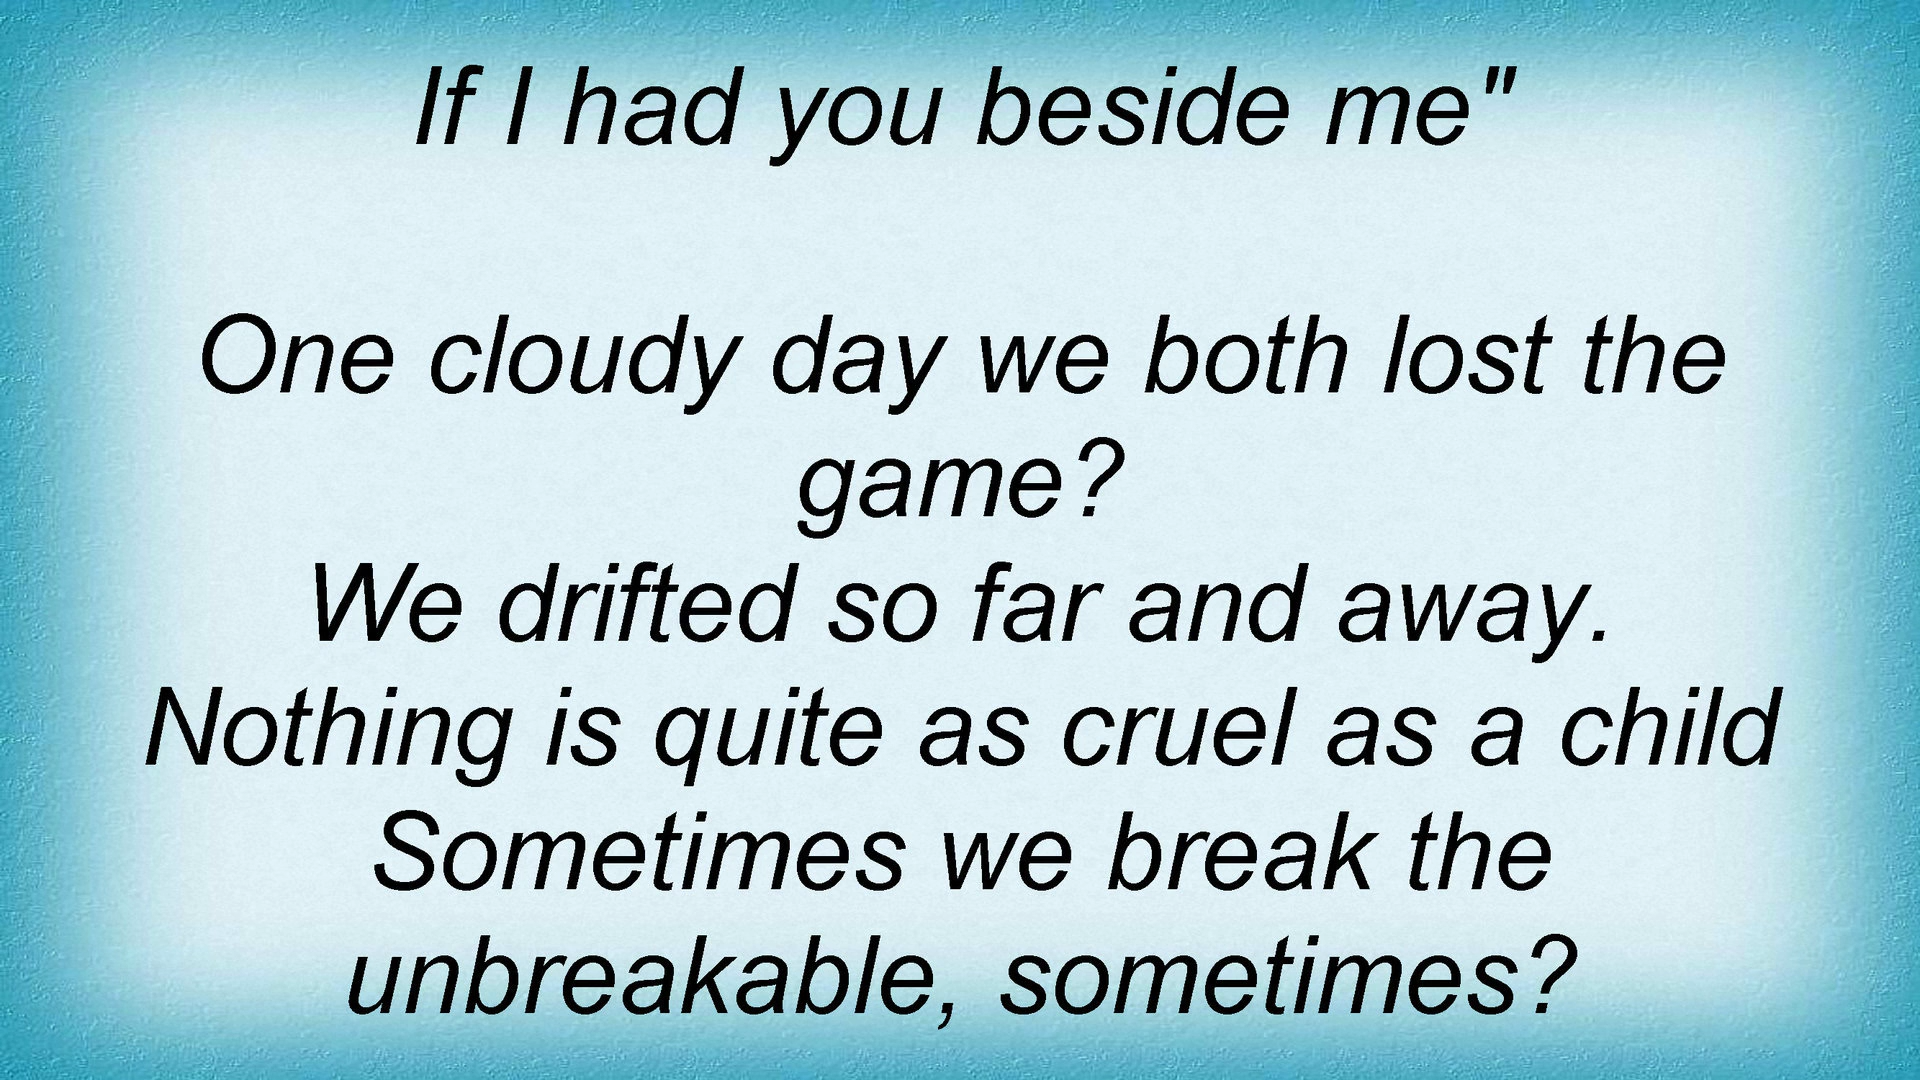 If I had you beside me"
One cloudy day we both lost the
game?
We drifted so far and away.
Nothing is quite as cruel as a child
Sometimes we break the
unbreakable, sometimes?